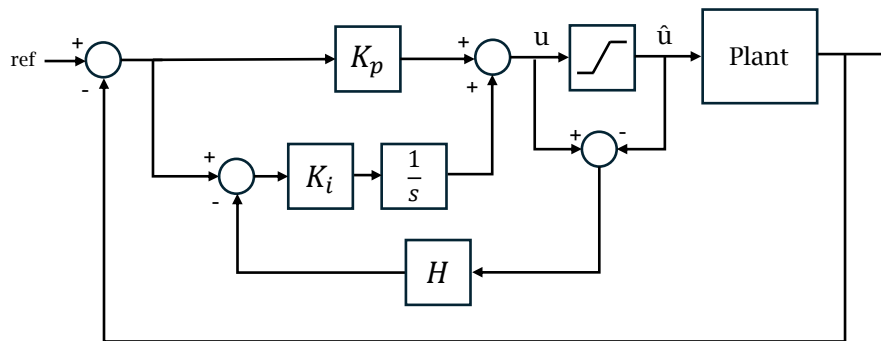 +
ref
-
K_p
+
+
u
û
Plant
+
-
+
-
K_i
1/s
H